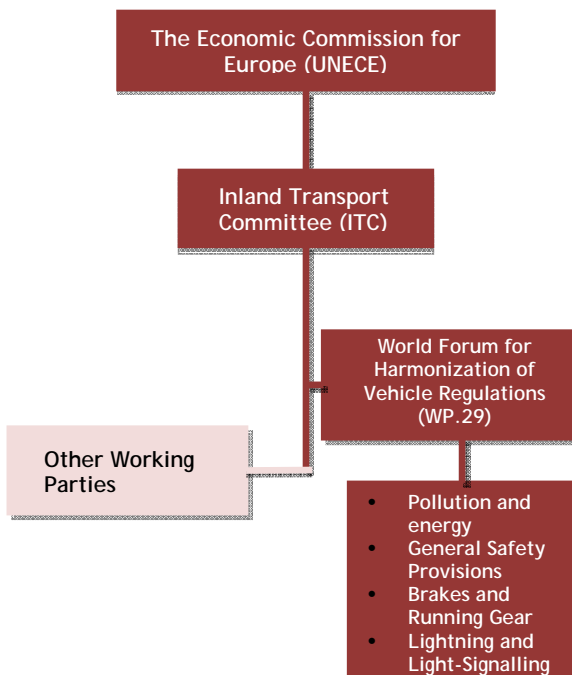 The Economic Commission for
Europe (UNECE)
Inland Transport
Committee (ITC)
World Forum for
Harmonization of
Vehicle Regulations
(WP.29)
Other Working
Parties
• Pollution and
energy
• General Safety
Provisions
• Brakes and
Running Gear
• Lightning and
Light-Signalling